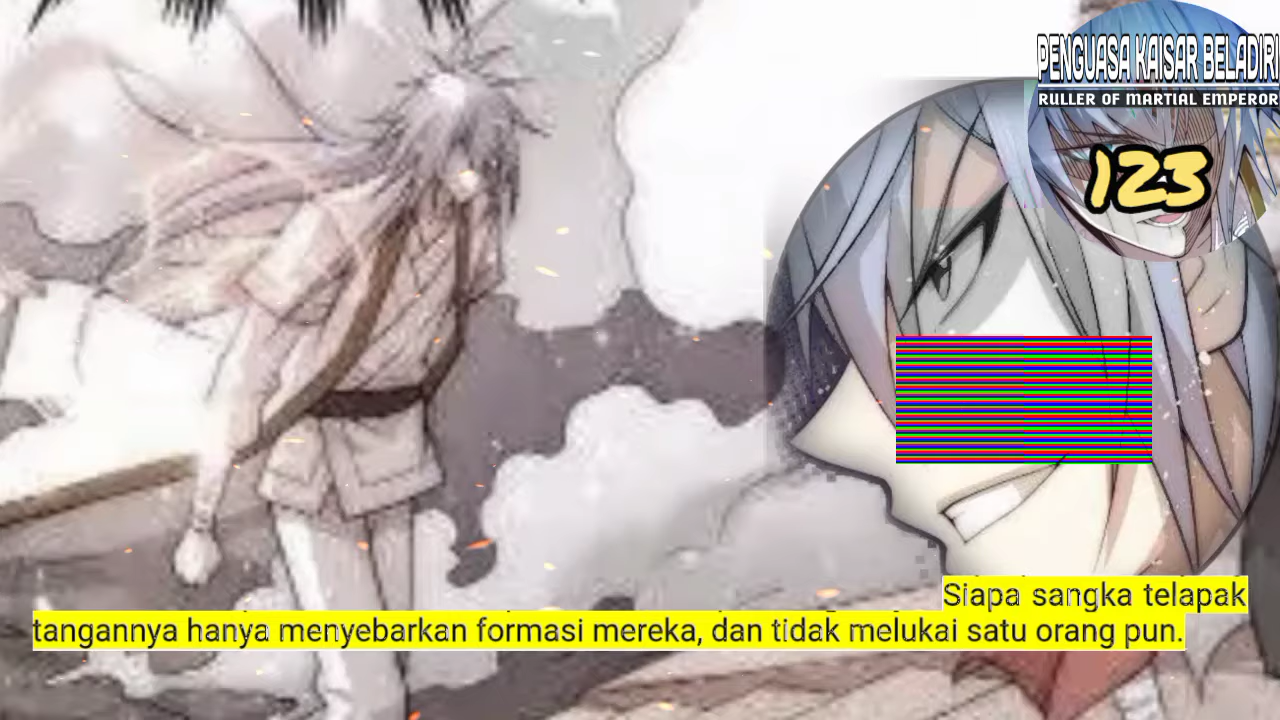 PENGUASA KAISAR BELADIRI
RULLER OF MARTIAL EMPEROR
123
Siapa sangka telapak
tangannya hanya menyebarkan formasi mereka, dan tidak melukai satu orang pun.